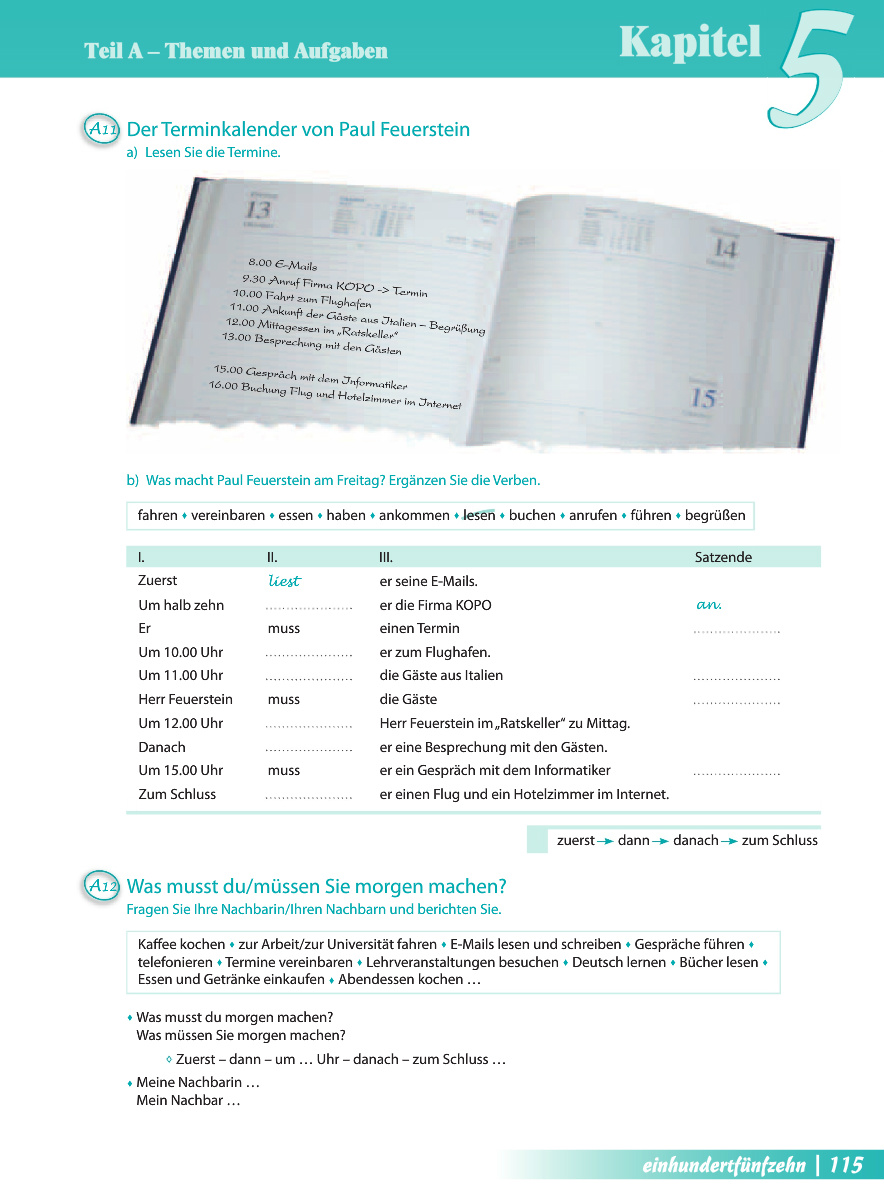 Teil A – Themen und Aufgaben
Kapitel 5
A11 Der Terminkalender von Paul Feuerstein
a) Lesen Sie die Termine.
13
14
8.00 E-Mails
9.30 Anruf Firma KOPO -> Termin
10.00 Fahrt zum Flughafen
11.00 Ankunft der Gäste aus Italien – Begrüßung
12.00 Mittagessen im „Ratskeller“
13.00 Besprechung mit den Gästen
15.00 Gespräch mit dem Informatiker
16.00 Buchung Flug und Hotelzimmer im Internet
15
b) Was macht Paul Feuerstein am Freitag? Ergänzen Sie die Verben.
fahren ♦ vereinbaren ♦ essen ♦ haben ♦ ankommen ♦ lesen ♦ buchen ♦ anrufen ♦ führen ♦ begrüßen
I. II. III. Satzende
Zuerst liest er seine E-Mails.
Um halb zehn ..................... er die Firma KOPO an.
Er muss einen Termin .....................
Um 10.00 Uhr ..................... er zum Flughafen.
Um 11.00 Uhr ..................... die Gäste aus Italien .....................
Herr Feuerstein muss die Gäste .....................
Um 12.00 Uhr ..................... Herr Feuerstein im „Ratskeller“ zu Mittag.
Danach ..................... er eine Besprechung mit den Gästen.
Um 15.00 Uhr muss er ein Gespräch mit dem Informatiker .....................
Zum Schluss ..................... er einen Flug und ein Hotelzimmer im Internet.
zuerst → dann → danach → zum Schluss
A12 Was musst du/müssen Sie morgen machen?
Fragen Sie Ihre Nachbarin/Ihren Nachbarn und berichten Sie.
Kaffee kochen ♦ zur Arbeit/zur Universität fahren ♦ E-Mails lesen und schreiben ♦ Gespräche führen ♦
telefonieren ♦ Termine vereinbaren ♦ Lehrveranstaltungen besuchen ♦ Deutsch lernen ♦ Bücher lesen ♦
Essen und Getränke einkaufen ♦ Abendessen kochen …
♦ Was musst du morgen machen?
Was müssen Sie morgen machen?
◊ Zuerst – dann – um … Uhr – danach – zum Schluss …
♦ Meine Nachbarin …
Mein Nachbar …
einhundertfünfzehn | 115